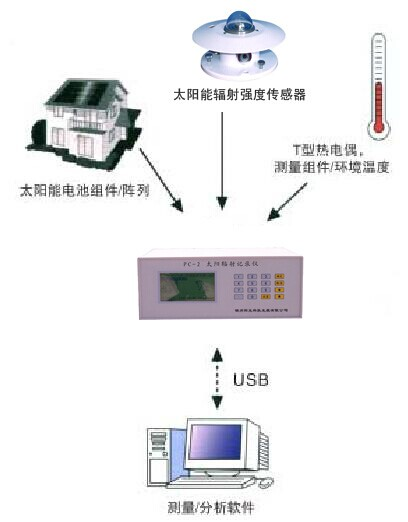 太阳能辐射强度传感器
T型热电偶,
测量组件/环境温度
太阳能电池组件/阵列
PC-2 太阳辐射记录仪
USB
测量/分析软件